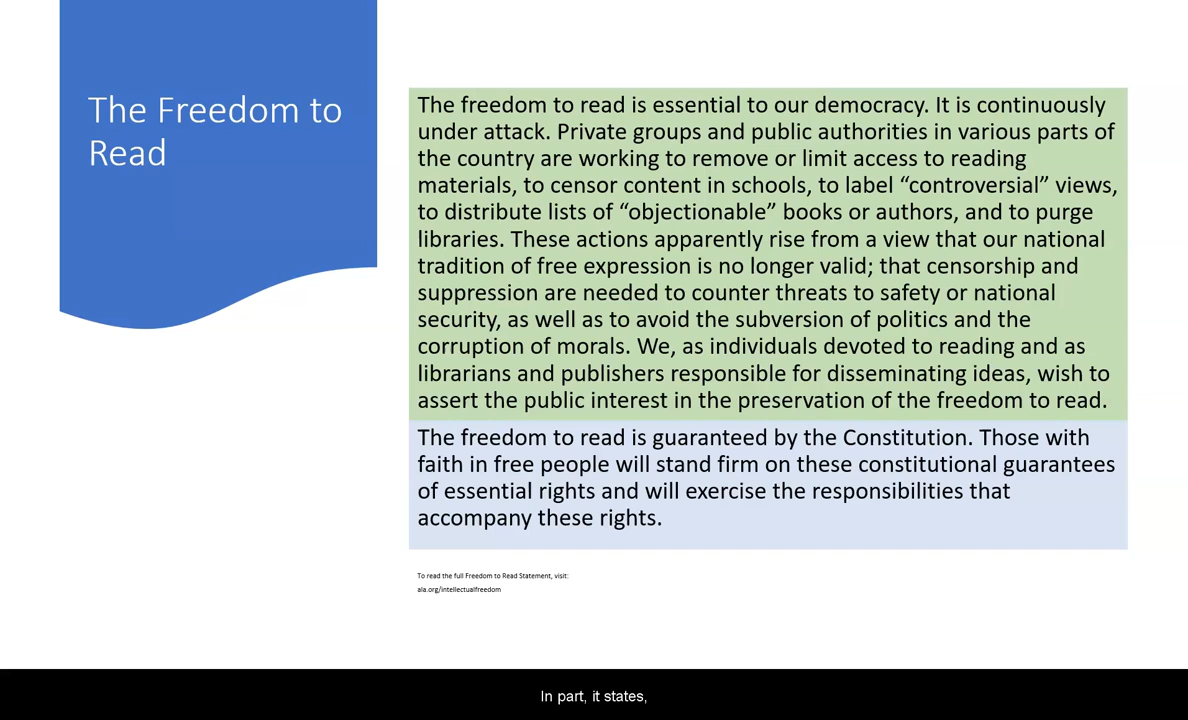 The Freedom to
Read
The freedom to read is essential to our democracy. It is continuously
under attack. Private groups and public authorities in various parts of
the country are working to remove or limit access to reading
materials, to censor content in schools, to label “controversial” views,
to distribute lists of “objectionable” books or authors, and to purge
libraries. These actions apparently rise from a view that our national
tradition of free expression is no longer valid; that censorship and
suppression are needed to counter threats to safety or national
security, as well as to avoid the subversion of politics and the
corruption of morals. We, as individuals devoted to reading and as
librarians and publishers responsible for disseminating ideas, wish to
assert the public interest in the preservation of the freedom to read.
The freedom to read is guaranteed by the Constitution. Those with
faith in free people will stand firm on these constitutional guarantees
of essential rights and will exercise the responsibilities that
accompany these rights.
To read the full Freedom to Read Statement, visit:
ala.org/intellectualfreedom
In part, it states,